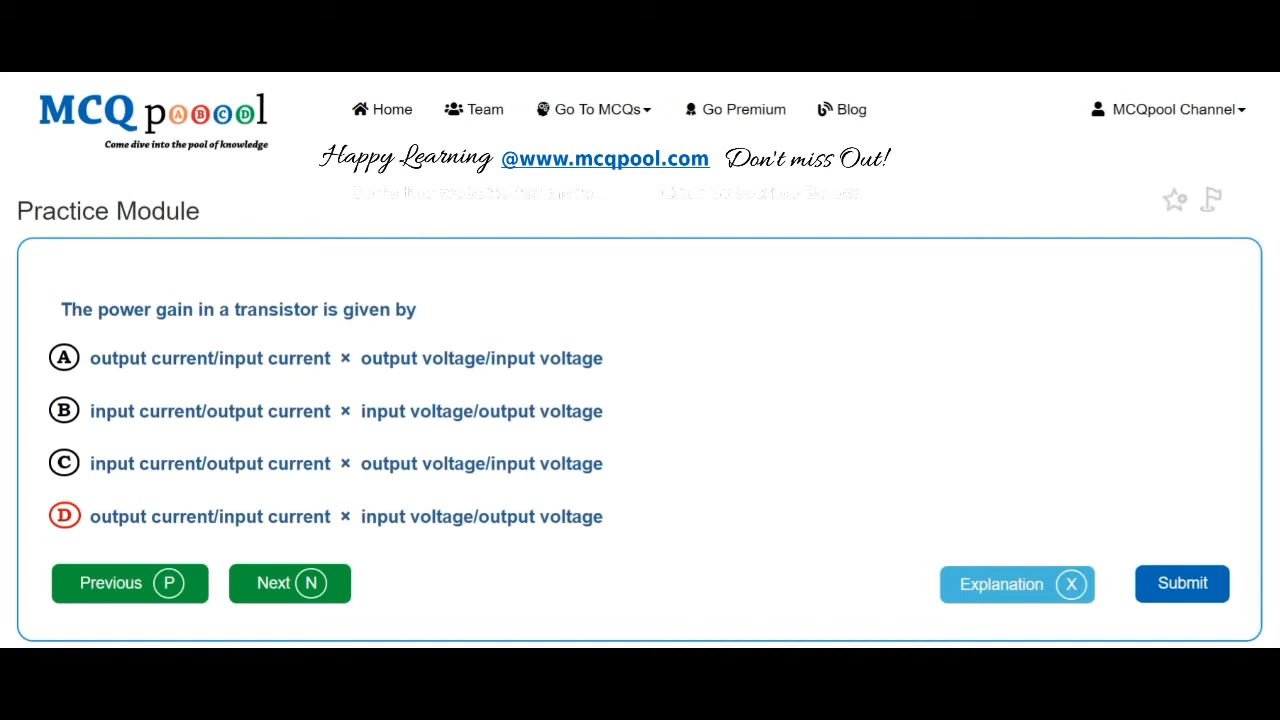 MCQ pABCDl
Come dive into the pool of knowledge
Home Team Go To MCQs Go Premium Blog MCQpool Channel
Happy Learning @www.mcqpool.com Don't miss Out!
Practice Module
The power gain in a transistor is given by
A output current/input current × output voltage/input voltage
B input current/output current × input voltage/output voltage
C input current/output current × output voltage/input voltage
D output current/input current × input voltage/output voltage
Previous P Next N Explanation X Submit